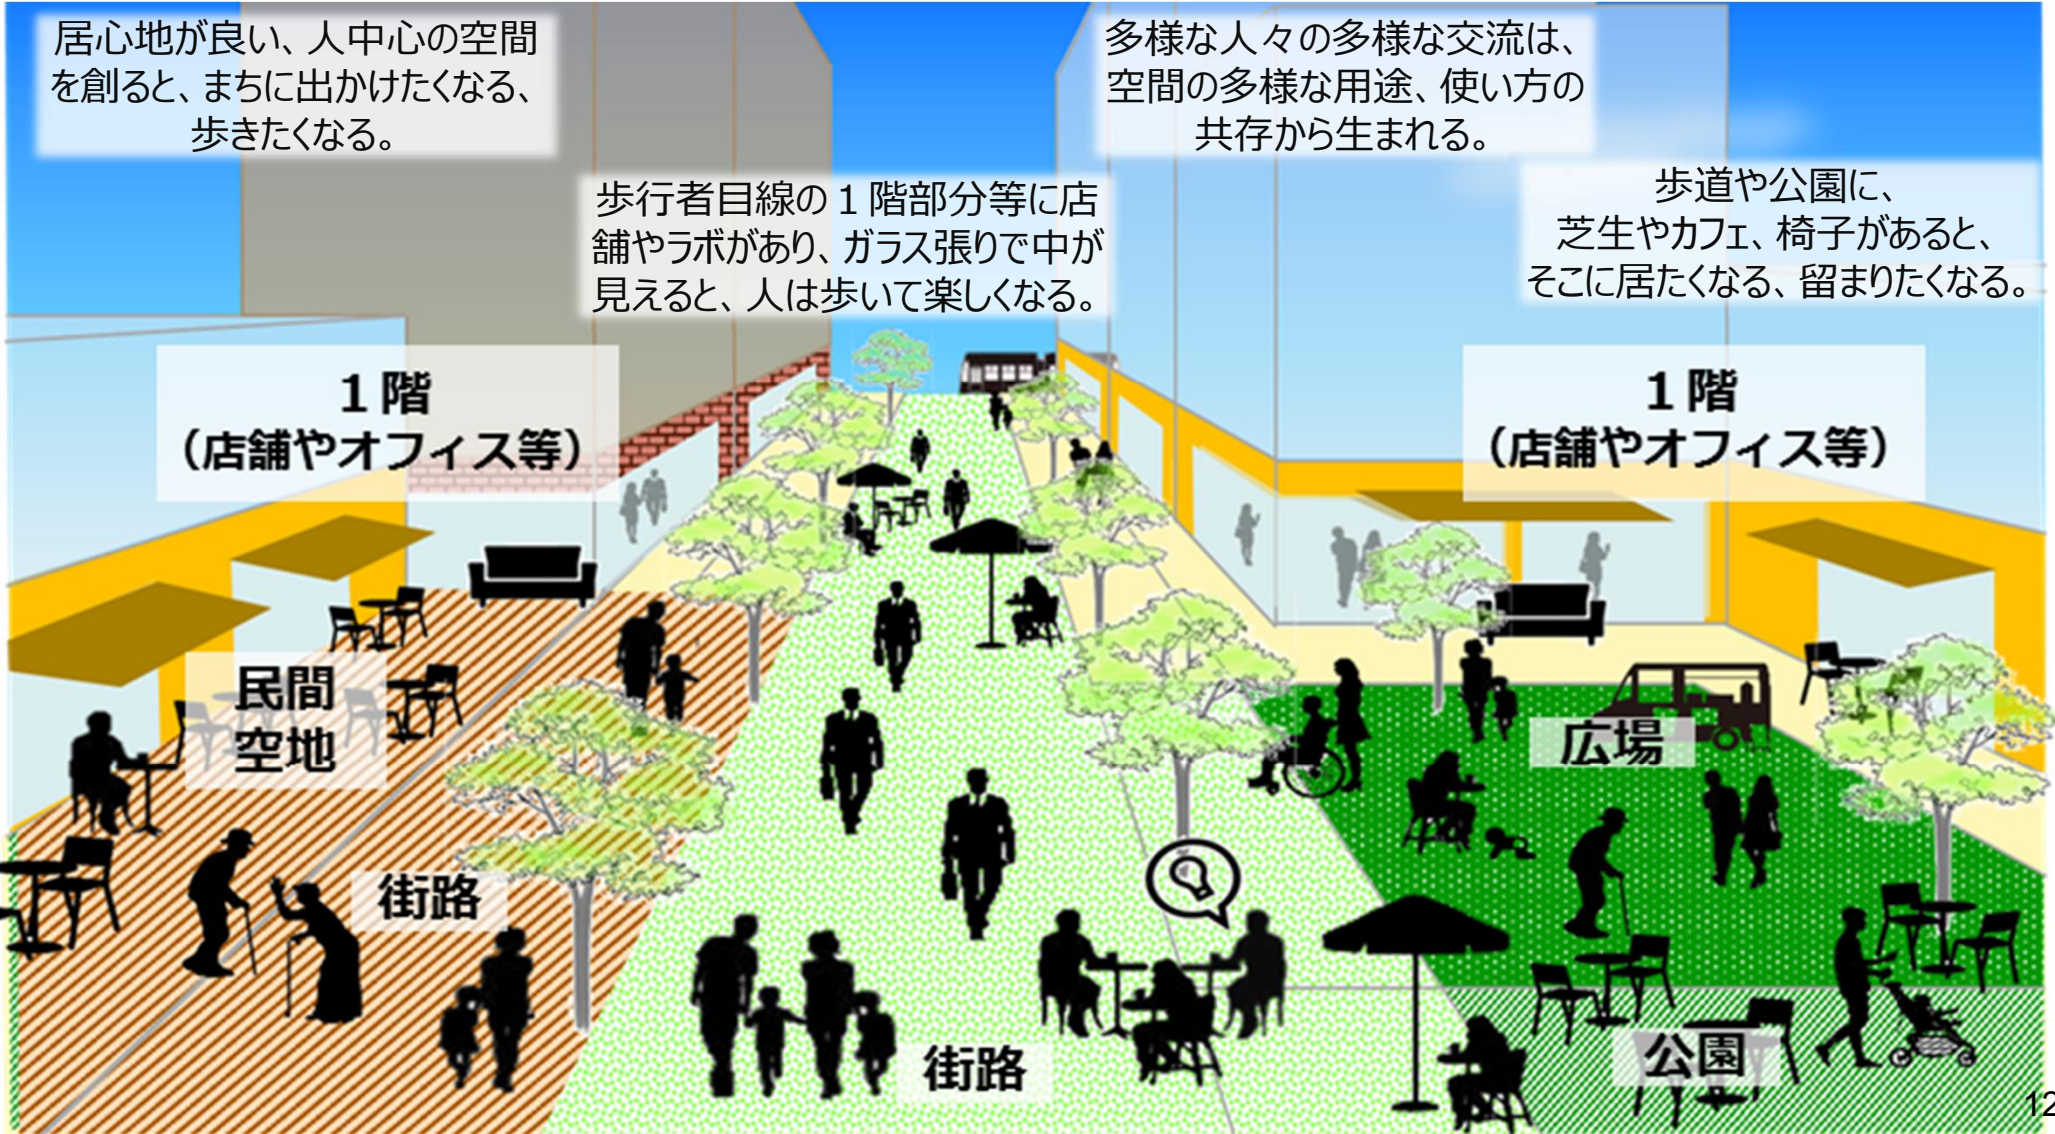 居心地が良い、人中心の空間
を創ると、まちに出かけたくなる、
歩きたくなる。
多様な人々の多様な交流は、
空間の多様な用途、使い方の
共存から生まれる。
歩行者目線の１階部分等に店
舗やラボがあり、ガラス張りで中が
見えると、人は歩いて楽しくなる。
歩道や公園に、
芝生やカフェ、椅子があると、
そこに居たくなる、留まりたくなる。
１階
（店舗やオフィス等）
１階
（店舗やオフィス等）
民間
空地
広場
街路
街路
公園
12